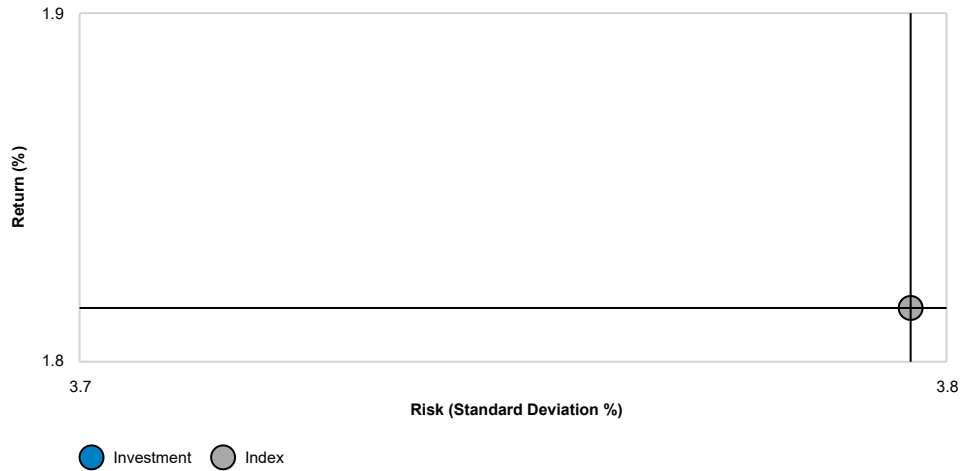 1.9
Return (%)
1.8
3.7
3.8
Risk (Standard Deviation %)
Investment
Index